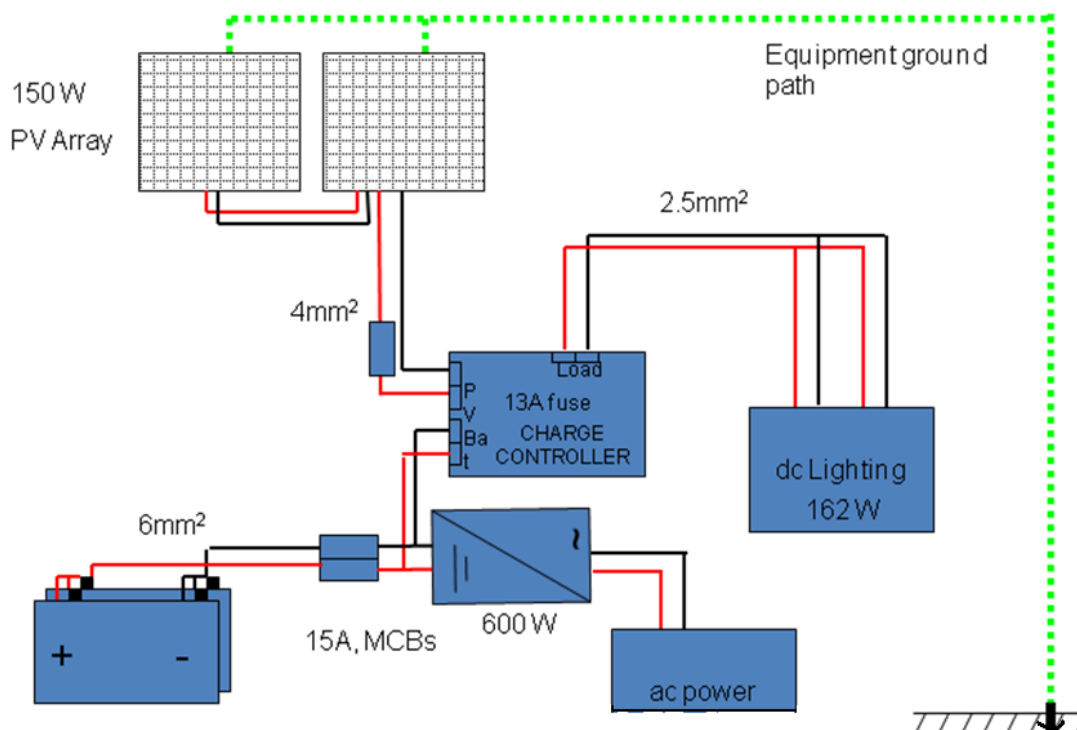 Equipment ground
path
150 W
PV Array
2.5mm²
4mm²
Load
P
V
13A fuse
Ba
t
CHARGE
CONTROLLER
dc Lighting
162 W
6mm²
~
+
-
15A, MCBs
600 W
ac power